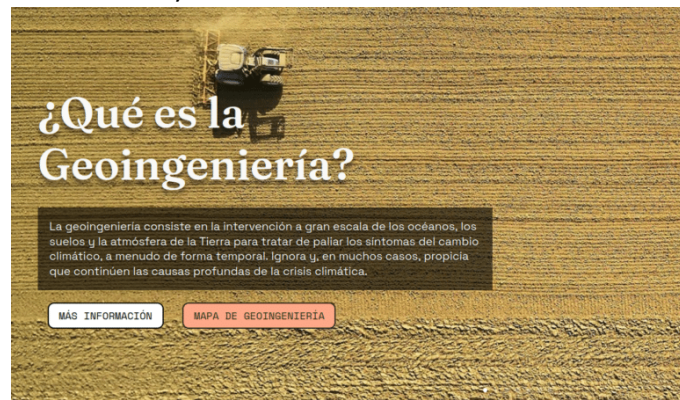 ¿Qué es la
Geoingeniería?
La geoingeniería consiste en la intervención a gran escala de los océanos, los
suelos y la atmósfera de la Tierra para tratar de paliar los síntomas del cambio
climático, a menudo de forma temporal. Ignora y, en muchos casos, propicia
que continúen las causas profundas de la crisis climática.
MÁS INFORMACIÓN
MAPA DE GEOINGENIERÍA